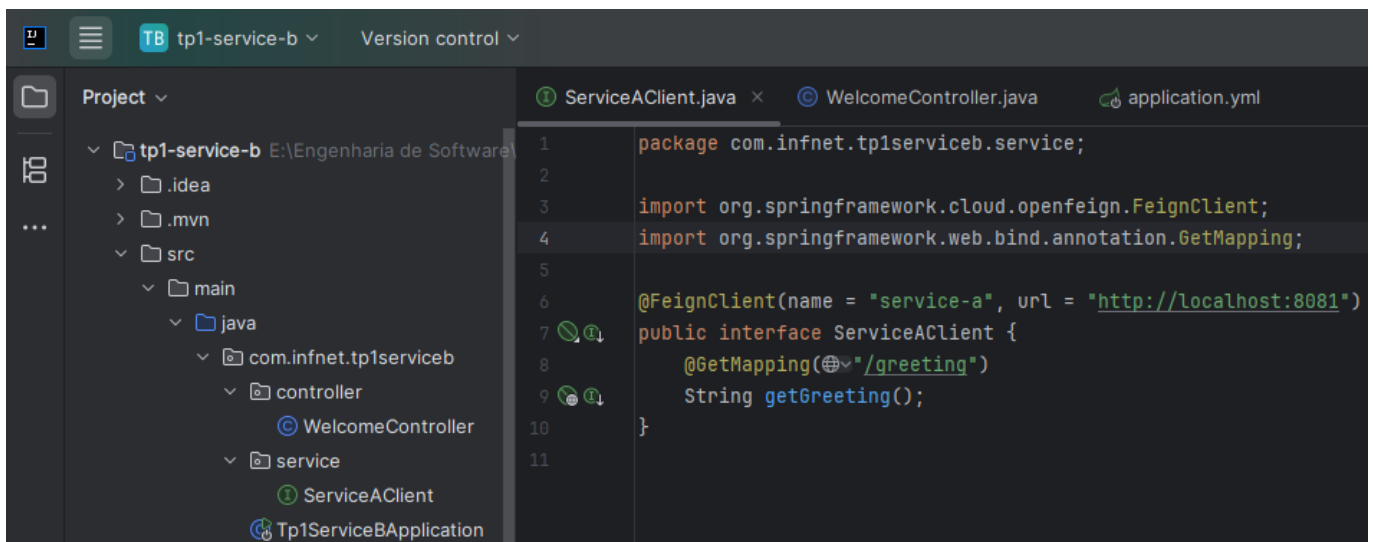 IJ
TB tp1-service-b Version control
Project
ServiceAClient.java × WelcomeController.java application.yml
tp1-service-b E:\Engenharia de Software\
.idea
.mvn
src
main
java
com.infnet.tp1serviceb
controller
WelcomeController
service
ServiceAClient
Tp1ServiceBApplication
1 package com.infnet.tp1serviceb.service;
2
3 import org.springframework.cloud.openfeign.FeignClient;
4 import org.springframework.web.bind.annotation.GetMapping;
5
6 @FeignClient(name = "service-a", url = "http://localhost:8081")
7 public interface ServiceAClient {
8 @GetMapping("/greeting")
9 String getGreeting();
10 }
11